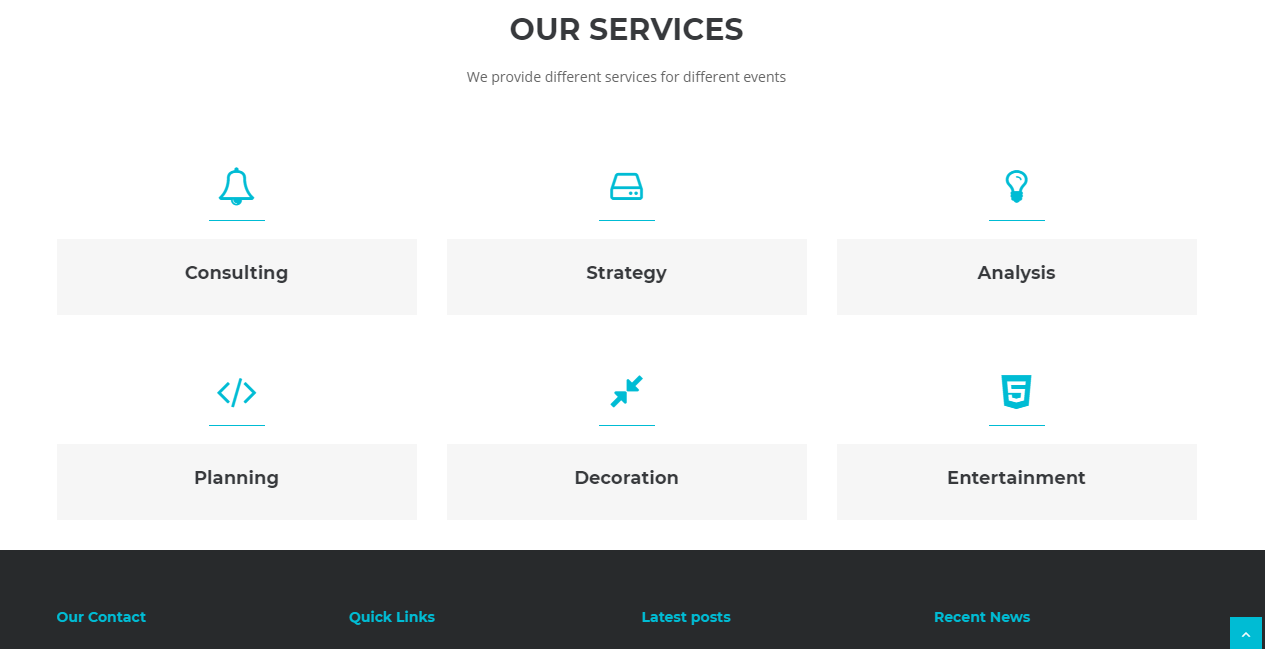 OUR SERVICES
We provide different services for different events
Consulting
Strategy
Analysis
Planning
Decoration
Entertainment
Our Contact
Quick Links
Latest posts
Recent News